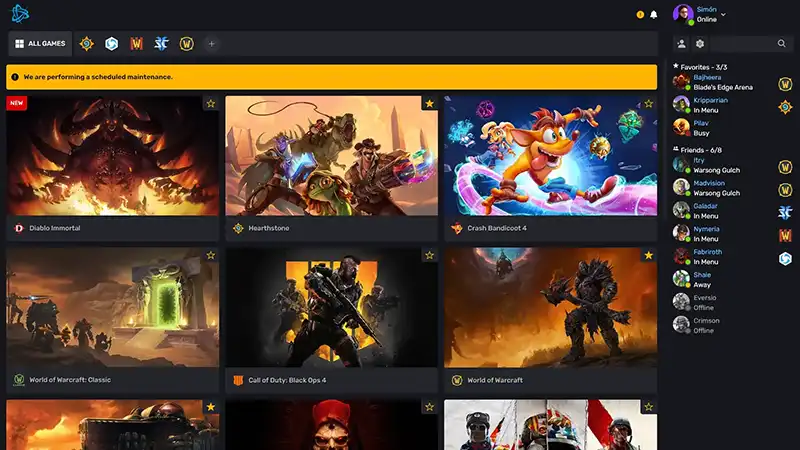 Simón
Online
ALL GAMES
We are performing a scheduled maintenance.
NEW
Diablo Immortal
Hearthstone
Crash Bandicoot 4
World of Warcraft: Classic
Call of Duty: Black Ops 4
World of Warcraft
Favorites - 3/3
Bajheera
Blade's Edge Arena
Kripparrian
In Menu
Pilav
Busy
Friends - 6/8
Itry
Warsong Gulch
Madvision
Warsong Gulch
Galadar
In Menu
Nymeria
In Menu
Fabriroth
In Menu
Shale
Away
Eversio
Offline
Crimson
Offline